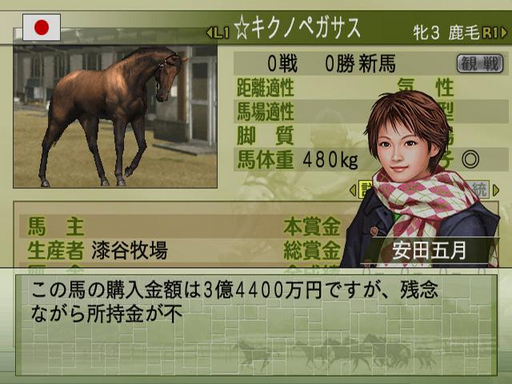 L1 ☆キクノペガサス 牝3 鹿毛 R1
0戦 0勝 新馬 観戦
距離適性 気性
馬場適性 型
脚質
馬体重 480kg ◎
統
馬主 本賞金
生産者 漆谷牧場 総賞金
安田五月
この馬の購入金額は3億4400万円ですが、残念
ながら所持金が不